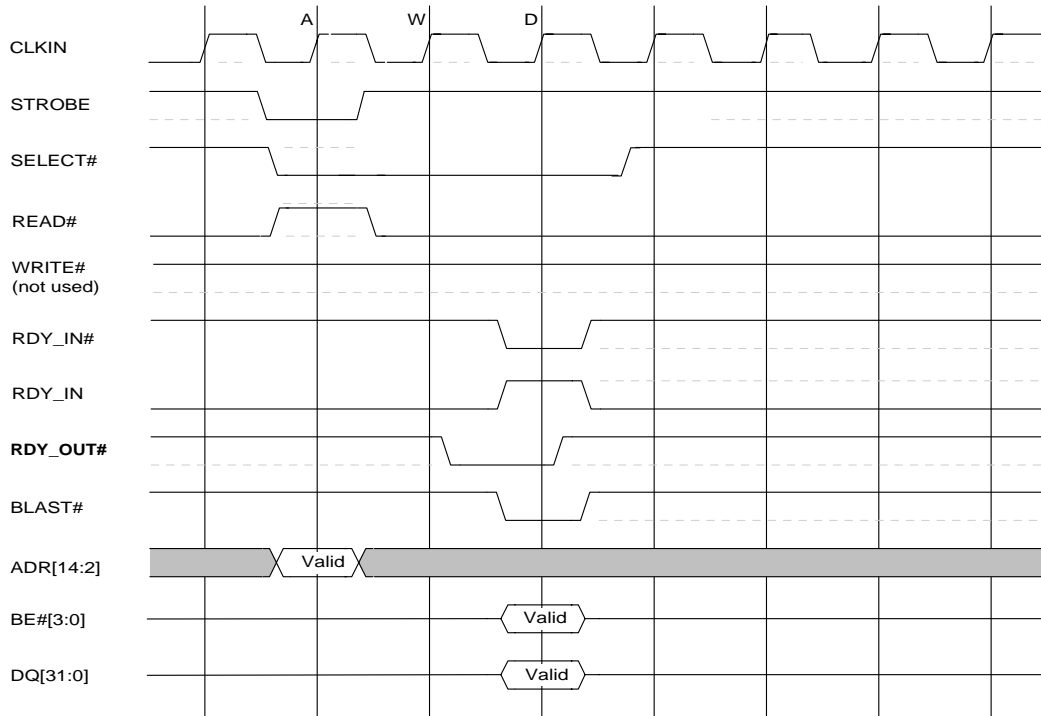 A W D
CLKIN
STROBE
SELECT#
READ#
WRITE#
(not used)
RDY_IN#
RDY_IN
RDY_OUT#
BLAST#
ADR[14:2] Valid
BE#[3:0] Valid
DQ[31:0] Valid